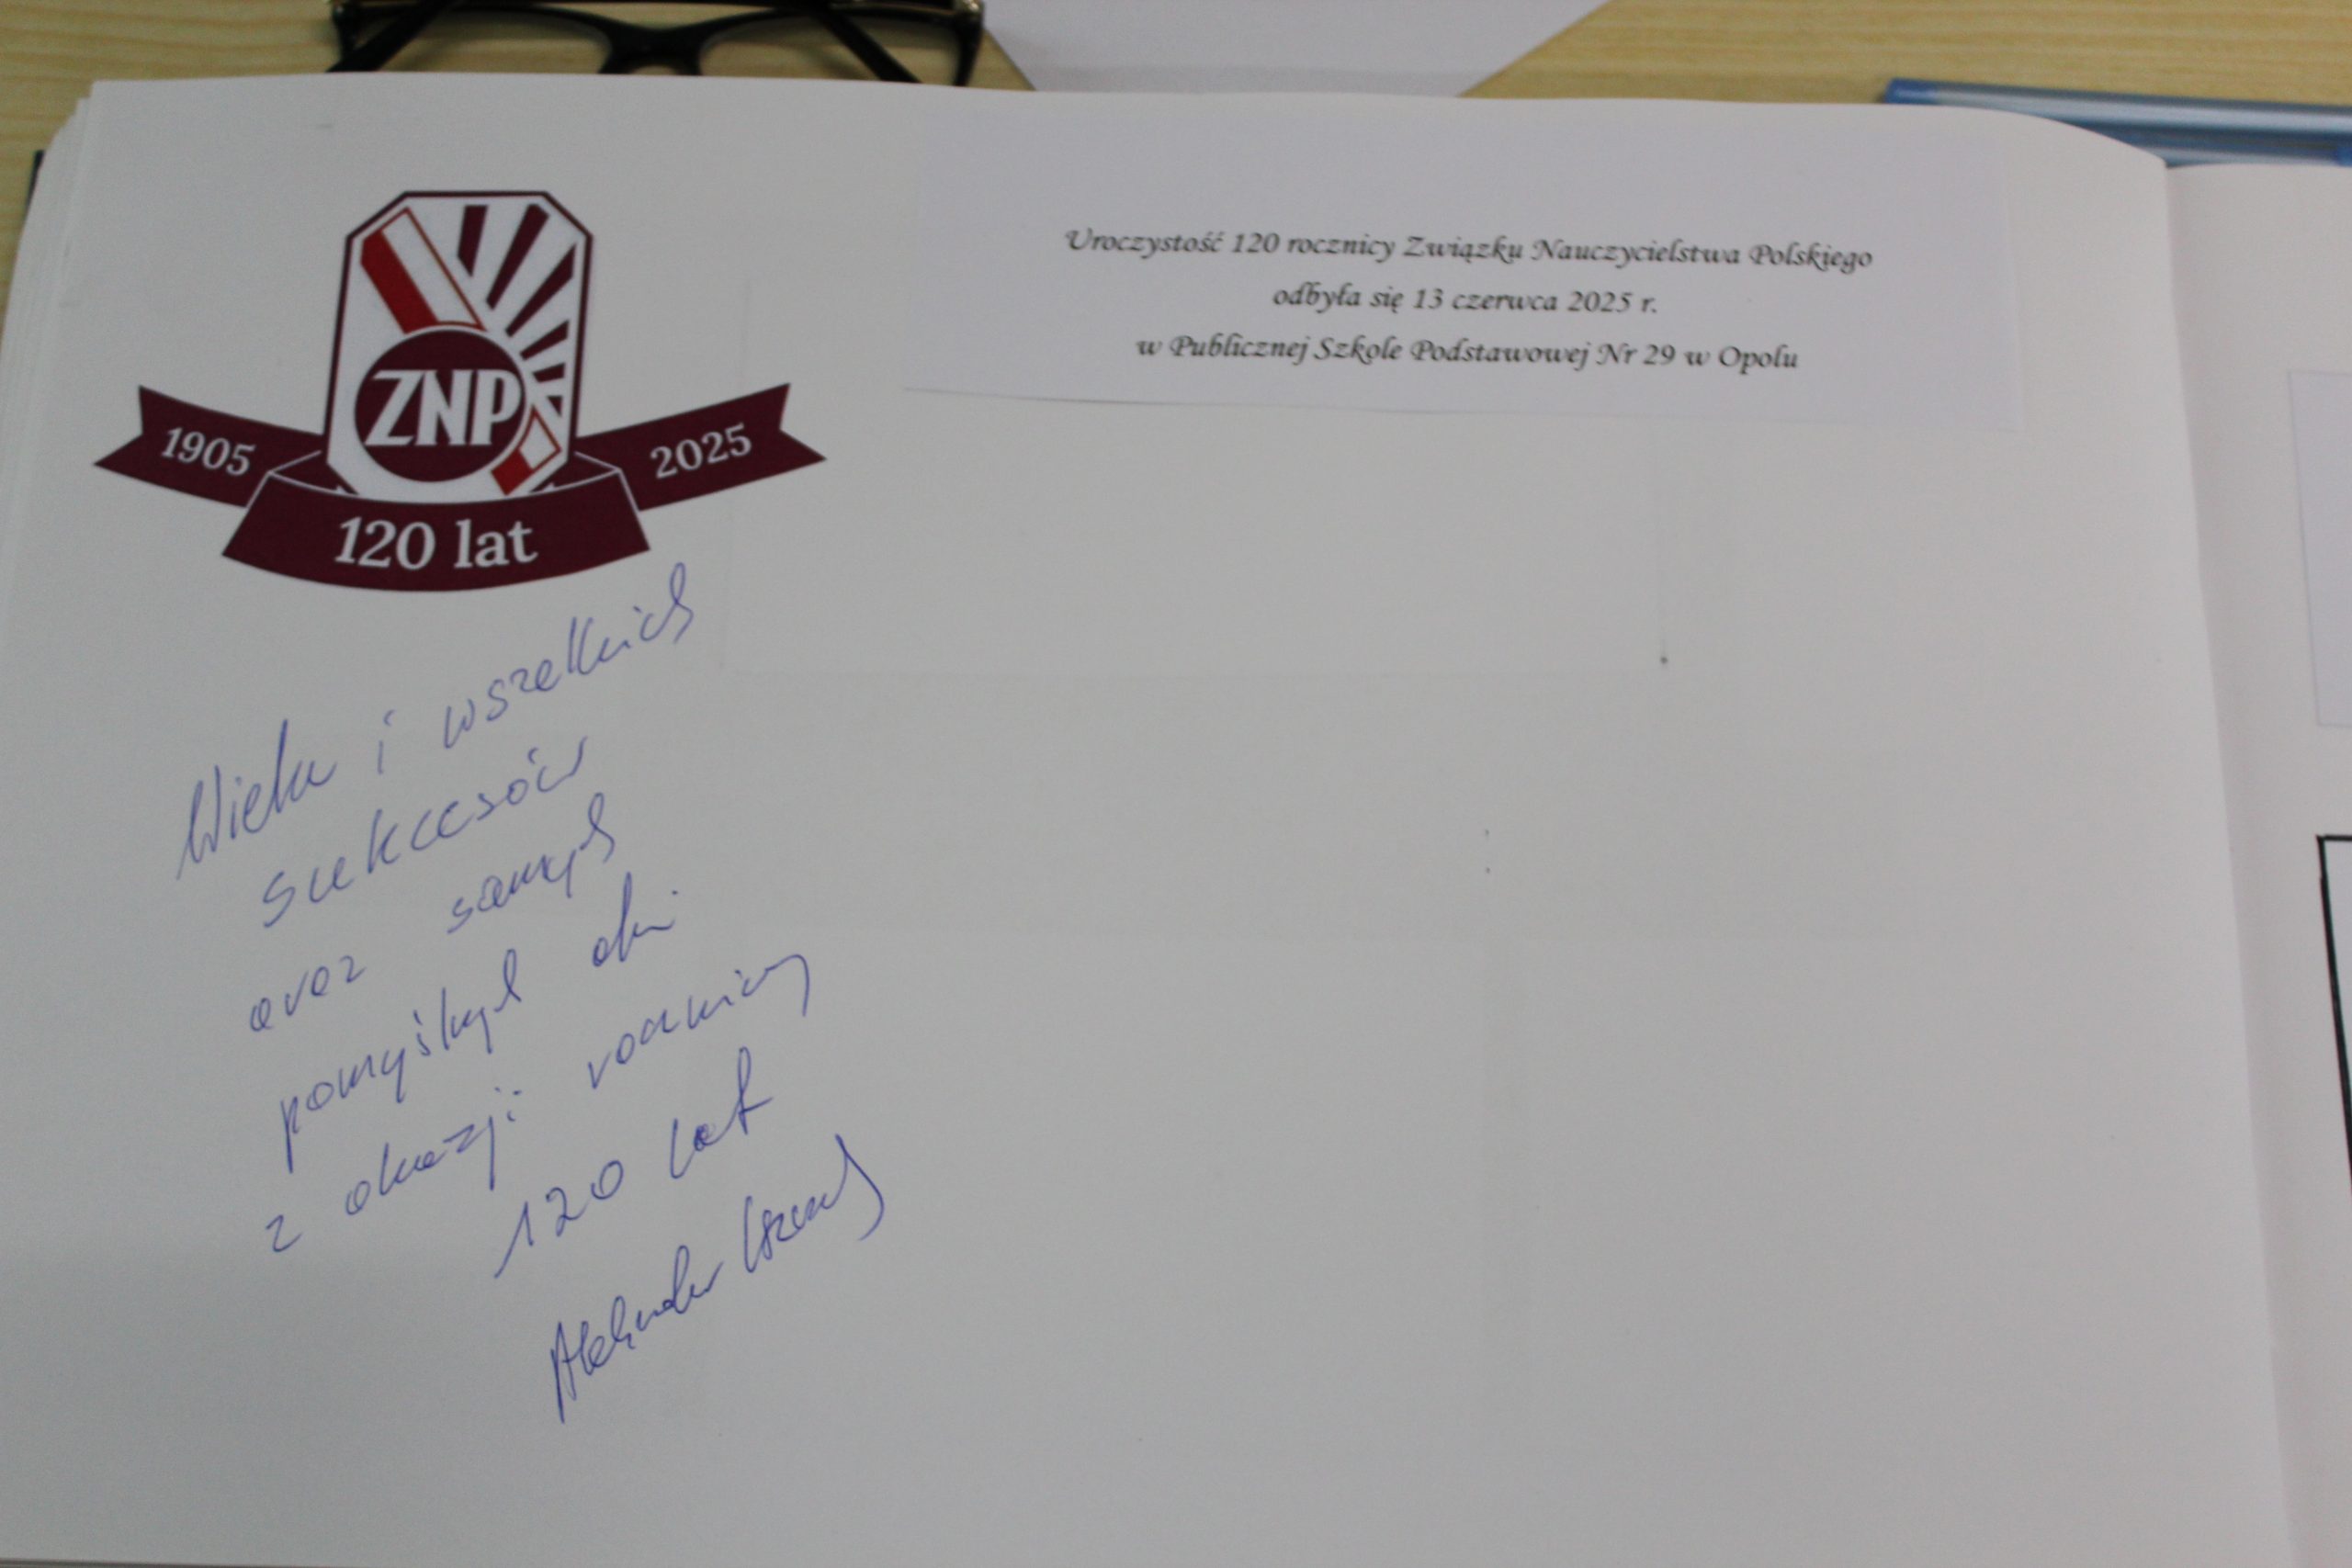 ZNP
1905
2025
120 lat
Uroczystość 120 rocznicy Związku Nauczycielstwa Polskiego
odbyła się 13 czerwca 2025 r.
w Publicznej Szkole Podstawowej Nr 29 w Opolu
Wielu i wszelkich
sukcesów
oraz samych
pomyślnych dni
z okazji rocznicy
120 lat
Aleksander